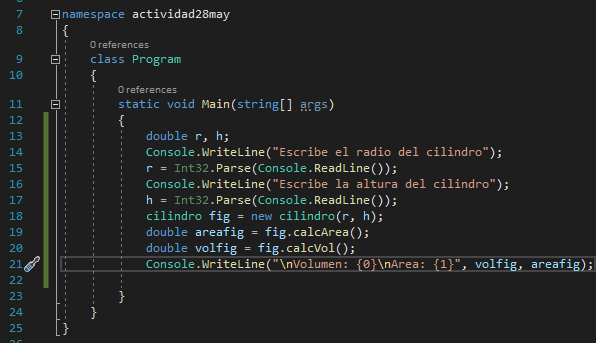 7 namespace actividad28may
8 {
0 references
9 class Program
10 {
0 references
11 static void Main(string[] args)
12 {
13 double r, h;
14 Console.WriteLine("Escribe el radio del cilindro");
15 r = Int32.Parse(Console.ReadLine());
16 Console.WriteLine("Escribe la altura del cilindro");
17 h = Int32.Parse(Console.ReadLine());
18 cilindro fig = new cilindro(r, h);
19 double areafig = fig.calcArea();
20 double volfig = fig.calcVol();
21 Console.WriteLine("\nVolumen: {0}\nArea: {1}", volfig, areafig);
22
23 }
24 }
25 }